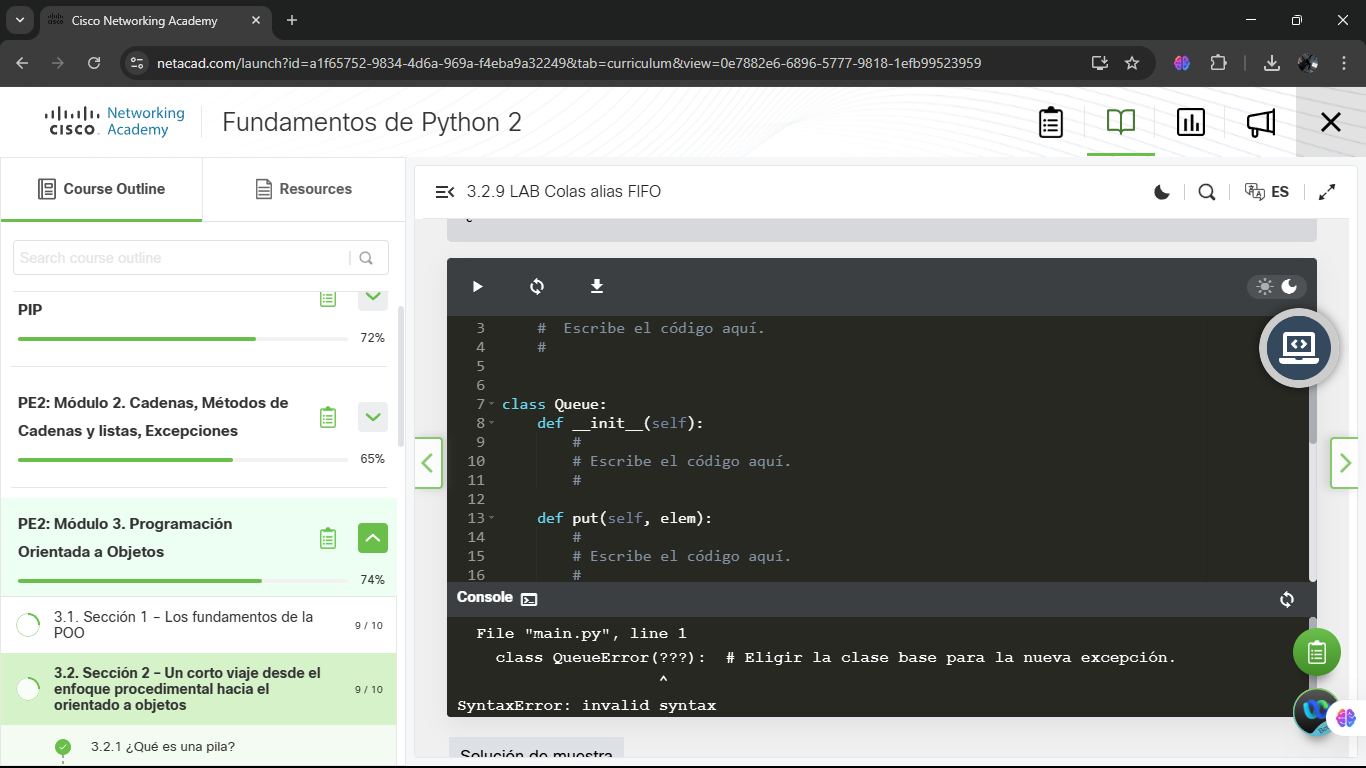 Cisco Networking Academy
netacad.com/launch?id=a1f65752-9834-4d6a-969a-f4eba9a32249&tab=curriculum&view=0e7882e6-6896-5777-9818-1efb99523959
CISCO Networking Academy
Fundamentos de Python 2
Course Outline
Resources
Search course outline
PIP
72%
PE2: Módulo 2. Cadenas, Métodos de
Cadenas y listas, Excepciones
65%
PE2: Módulo 3. Programación
Orientada a Objetos
74%
3.1. Sección 1 – Los fundamentos de la
POO
9 / 10
3.2. Sección 2 – Un corto viaje desde el
enfoque procedimental hacia el
orientado a objetos
9 / 10
3.2.1 ¿Qué es una pila?
3.2.9 LAB Colas alias FIFO
ES
3 # Escribe el código aquí.
4 #
5
6
7 class Queue:
8 def __init__(self):
9 #
10 # Escribe el código aquí.
11 #
12
13 def put(self, elem):
14 #
15 # Escribe el código aquí.
16 #
Console
File "main.py", line 1
class QueueError(???):  # Eligir la clase base para la nueva excepción.
^
SyntaxError: invalid syntax
Solución de muestra